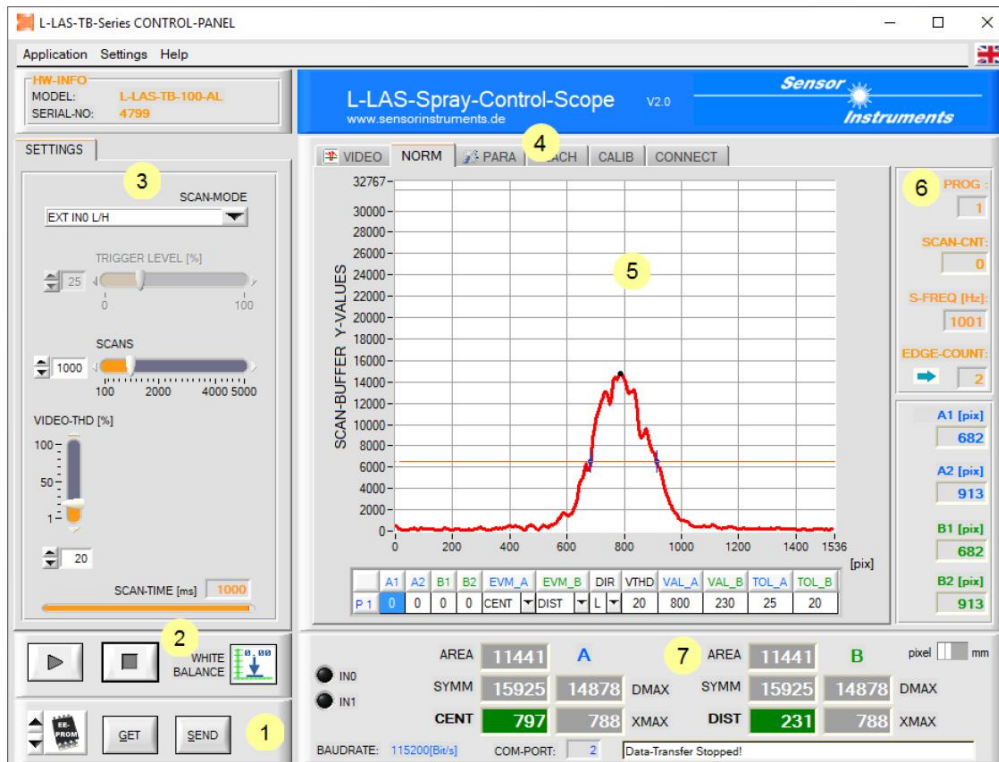 L-LAS-TB-Series CONTROL-PANEL
Application Settings Help
HW-INFO
MODEL: L-LAS-TB-100-AL
SERIAL-NO: 4799
L-LAS-Spray-Control-Scope V2.0
www.sensorinstruments.de
Sensor
Instruments
SETTINGS
3
SCAN-MODE
EXT IN0 L/H
TRIGGER LEVEL [%]
25
0 100
SCANS
1000
100 2000 4000 5000
VIDEO-THD [%]
100
50
1
20
SCAN-TIME [ms] 1000
2
WHITE
BALANCE
0.00
EE-
PROM
GET SEND 1
VIDEO NORM PARA 4 ACH CALIB CONNECT
SCAN-BUFFER Y-VALUES
32767
30000
28000
26000
24000
22000
20000
18000
16000
14000
12000
10000
8000
6000
4000
2000
0
5
0 200 400 600 800 1000 1200 1400 1536
[pix]
A1 A2 B1 B2 EVM_A EVM_B DIR VTHD VAL_A VAL_B TOL_A TOL_B
P 1 0 0 0 0 CENT DIST L 20 800 230 25 20
6 PROG :
1
SCAN-CNT:
0
S-FREQ [Hz]:
1001
EDGE-COUNT:
2
A1 [pix]
682
A2 [pix]
913
B1 [pix]
682
B2 [pix]
913
IN0
IN1
AREA 11441 A
SYMM 15925 14878 DMAX
CENT 797 788 XMAX
7 AREA 11441 B
SYMM 15925 14878 DMAX
DIST 231 788 XMAX
pixel mm
BAUDRATE: 115200[Bit/s] COM-PORT: 2 Data-Transfer Stopped!